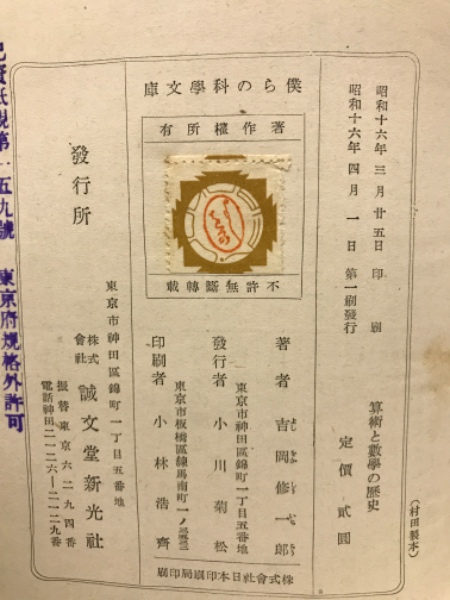 昭和十六年三月廿五日印刷
昭和十六年四月一日第一刷發行
算術と數學の歷史
定價貳圓
(村田製本)
僕らの科學文庫
著作權所有
不許無斷轉載
著者 吉岡修一郎
發行者 小川菊松
東京市神田區錦町一丁目五番地
印刷者 小林浩齊
東京市板橋區練馬南町一ノ
株式會社日本印刷局印刷
發行所
東京市神田區錦町一丁目五番地
株式會社 誠文堂新光社
振替東京六二九四番
電話神田二一二六—二一二九番
東京府規格外許可